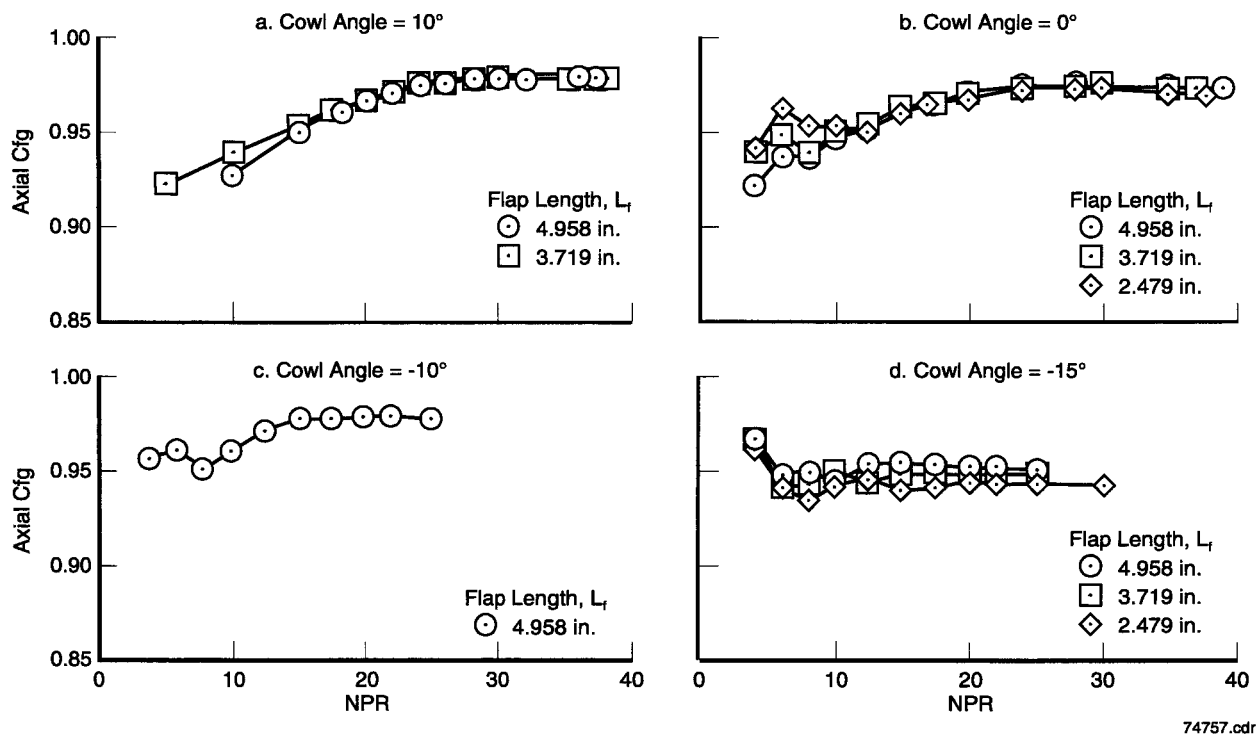 a. Cowl Angle = 10°
1.00
0.95
0.90
0.85
Axial Cfg
Flap Length, Lf
4.958 in.
3.719 in.
b. Cowl Angle = 0°
Flap Length, Lf
4.958 in.
3.719 in.
2.479 in.
c. Cowl Angle = -10°
1.00
0.95
0.90
0.85
Axial Cfg
Flap Length, Lf
4.958 in.
0 10 20 30 40
NPR
d. Cowl Angle = -15°
Flap Length, Lf
4.958 in.
3.719 in.
2.479 in.
0 10 20 30 40
NPR
74757.cdr